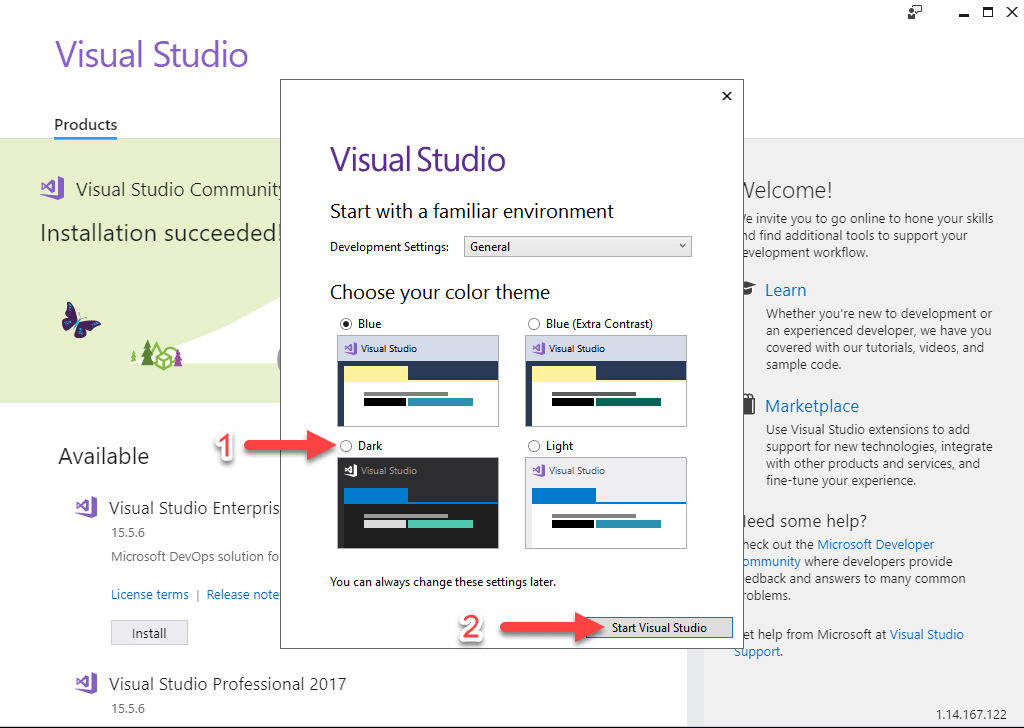 Visual Studio
Products
Visual Studio Community
Installation succeeded!
Available
Visual Studio Enterpris
15.5.6
Microsoft DevOps solution fo
License terms | Release note
Install
Visual Studio Professional 2017
15.5.6
Visual Studio
Start with a familiar environment
Development Settings: General
Choose your color theme
Blue
Visual Studio
Blue (Extra Contrast)
Visual Studio
1
Dark
Visual Studio
Light
Visual Studio
You can always change these settings later.
2
Start Visual Studio
Welcome!
We invite you to go online to hone your skills
nd find additional tools to support your
evelopment workflow.
Learn
Whether you're new to development or
an experienced developer, we have you
covered with our tutorials, videos, and
sample code.
Marketplace
Use Visual Studio extensions to add
support for new technologies, integrate
with other products and services, and
fine-tune your experience.
Need some help?
heck out the Microsoft Developer
ommunity where developers provide
eedback and answers to many common
roblems.
et help from Microsoft at Visual Studio
Support.
1.14.167.122